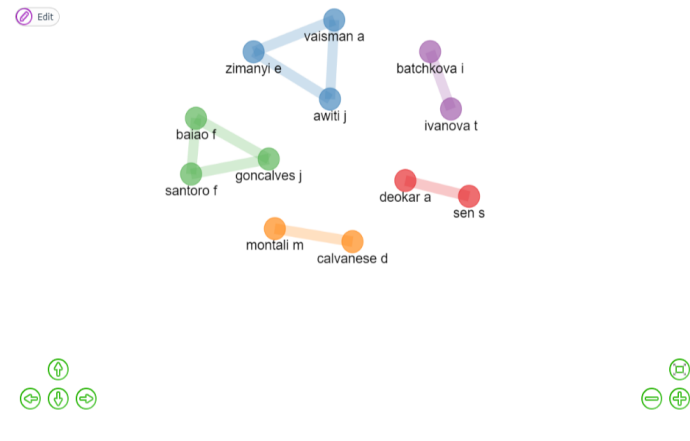 Edit
vaisman a
zimanyi e
batchkova i
awiti j
ivanova t
baiao f
goncalves j
santoro f
deokar a
sen s
montali m
calvanese d